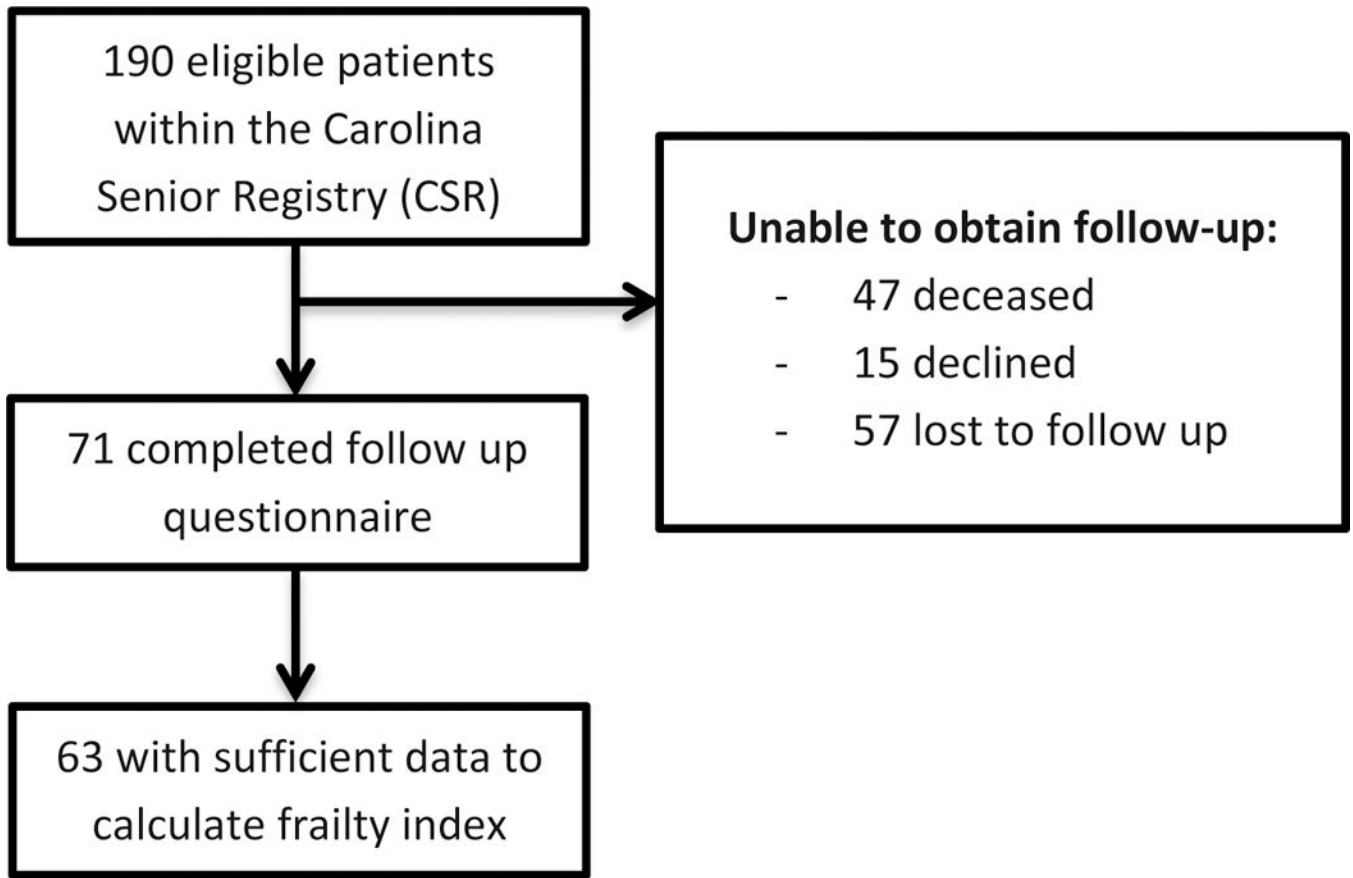 190 eligible patients
within the Carolina
Senior Registry (CSR)
Unable to obtain follow-up:
- 47 deceased
- 15 declined
- 57 lost to follow up
71 completed follow up
questionnaire
63 with sufficient data to
calculate frailty index